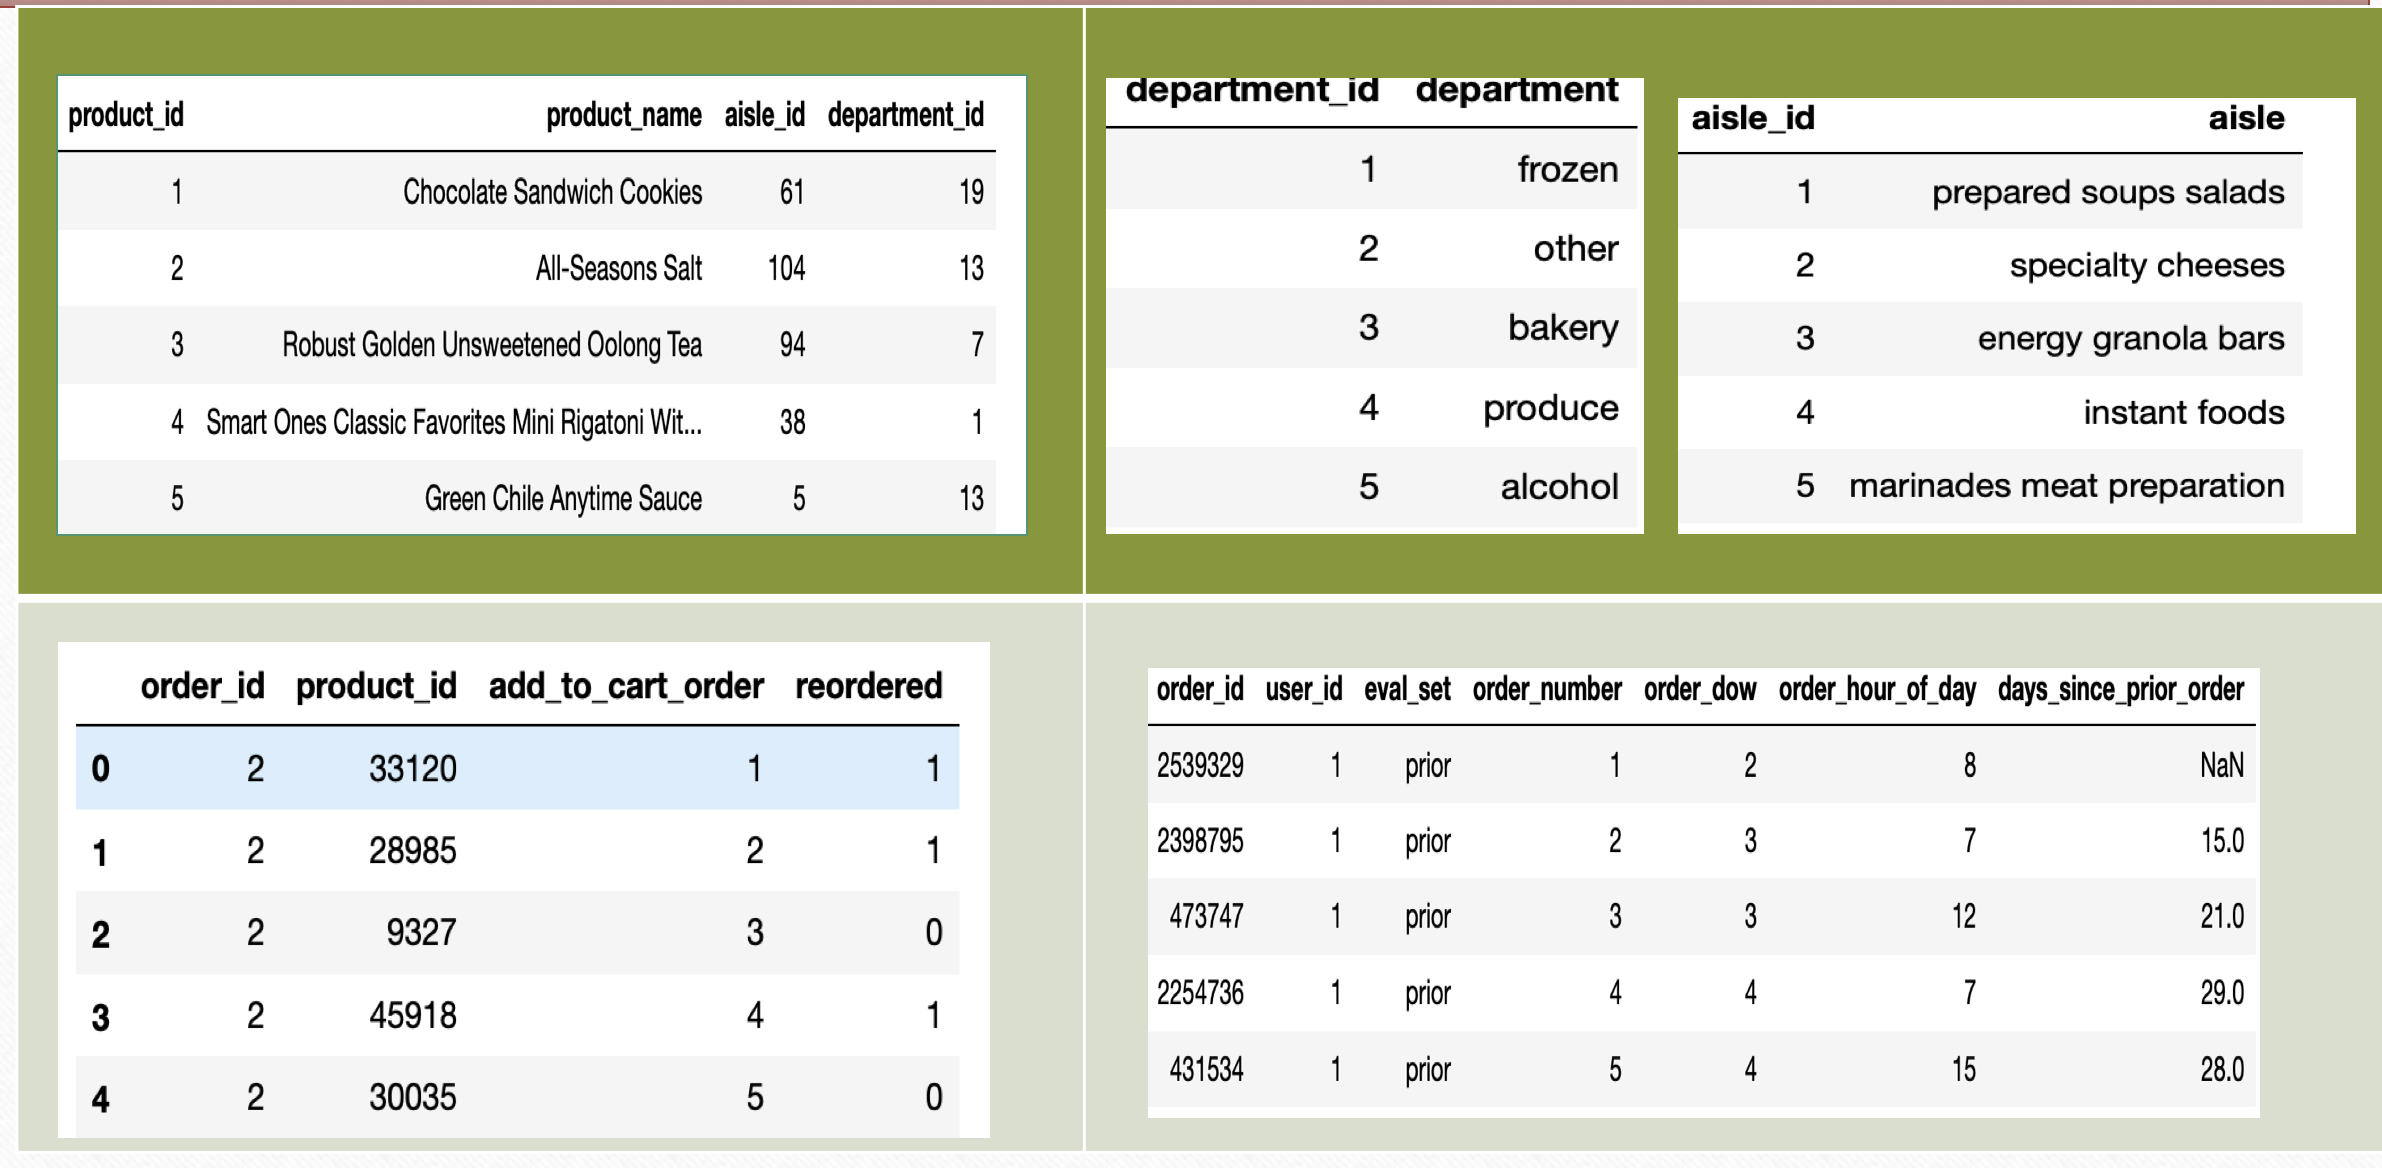 product_id product_name aisle_id department_id
1 Chocolate Sandwich Cookies 61 19
2 All-Seasons Salt 104 13
3 Robust Golden Unsweetened Oolong Tea 94 7
4 Smart Ones Classic Favorites Mini Rigatoni Wit... 38 1
5 Green Chile Anytime Sauce 5 13
department_id department
1 frozen
2 other
3 bakery
4 produce
5 alcohol
aisle_id aisle
1 prepared soups salads
2 specialty cheeses
3 energy granola bars
4 instant foods
5 marinades meat preparation
order_id product_id add_to_cart_order reordered
0 2 33120 1 1
1 2 28985 2 1
2 2 9327 3 0
3 2 45918 4 1
4 2 30035 5 0
order_id user_id eval_set order_number order_dow order_hour_of_day days_since_prior_order
2539329 1 prior 1 2 8 NaN
2398795 1 prior 2 3 7 15.0
473747 1 prior 3 3 12 21.0
2254736 1 prior 4 4 7 29.0
431534 1 prior 5 4 15 28.0